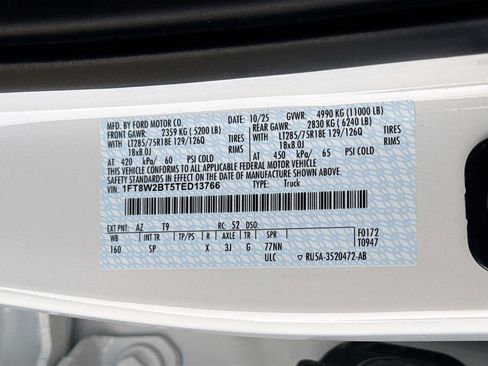 MFD. BY FORD MOTOR CO. DATE: 10/25 GVWR: 4990 KG (11000 LB)
FRONT GAWR: 2359 KG ( 5200 LB) REAR GAWR: 2830 KG ( 6240 LB)
WITH LT285/75R18E 129/126Q TIRES WITH LT285/75R18E 129/126Q TIRES
18x8.0J RIMS 18x8.0J RIMS
AT 420 kPa/ 60 PSI COLD AT 450 kPa/ 65 PSI COLD
THIS VEHICLE CONFORMS TO ALL APPLICABLE FEDERAL MOTOR VEHICLE
SAFETY STANDARDS IN EFFECT ON THE DATE OF MANUFACTURE SHOWN ABOVE.
VIN: 1FT8W2BT5TED13766 TYPE: Truck
EXT PNT: AZ T9 RC: 52 DSO: F0172
WB INT TR TP/PS R AX TR SPR T0947
160 SP X 3J G 77NN
ULC ▽ RU5A-3520472-AB